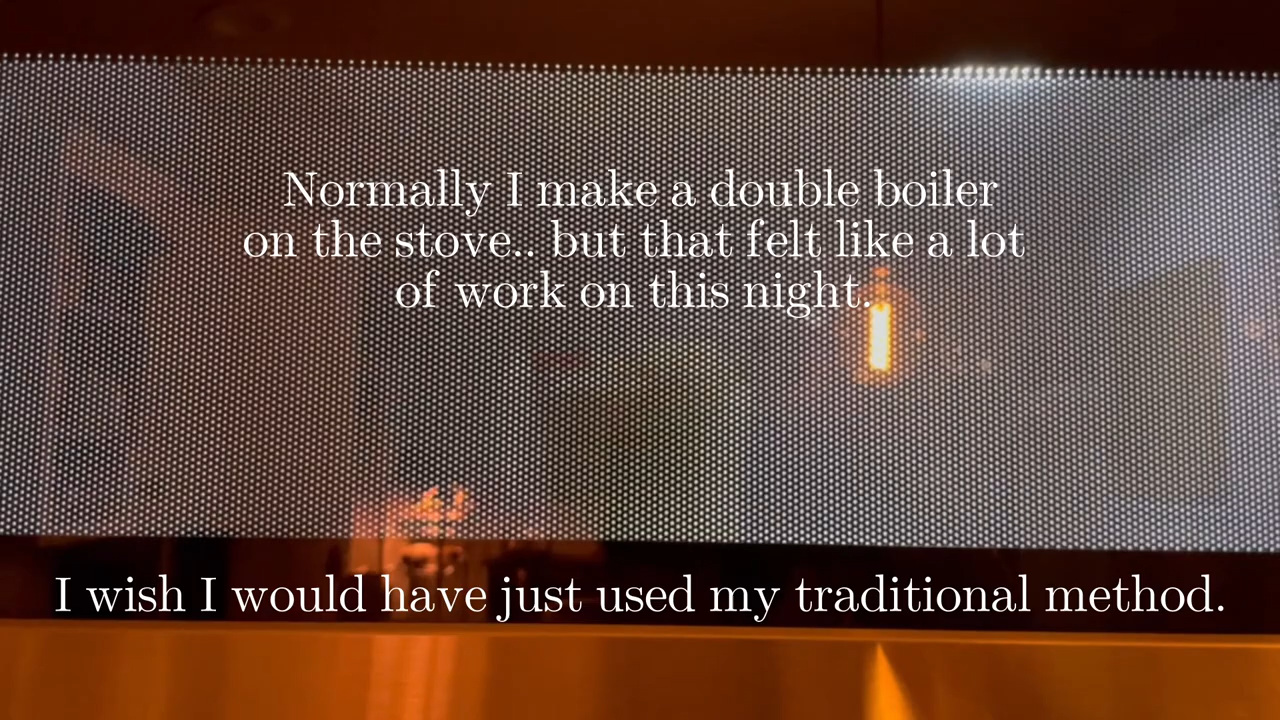 Normally I make a double boiler
on the stove.. but that felt like a lot
of work on this night.
I wish I would have just used my traditional method.